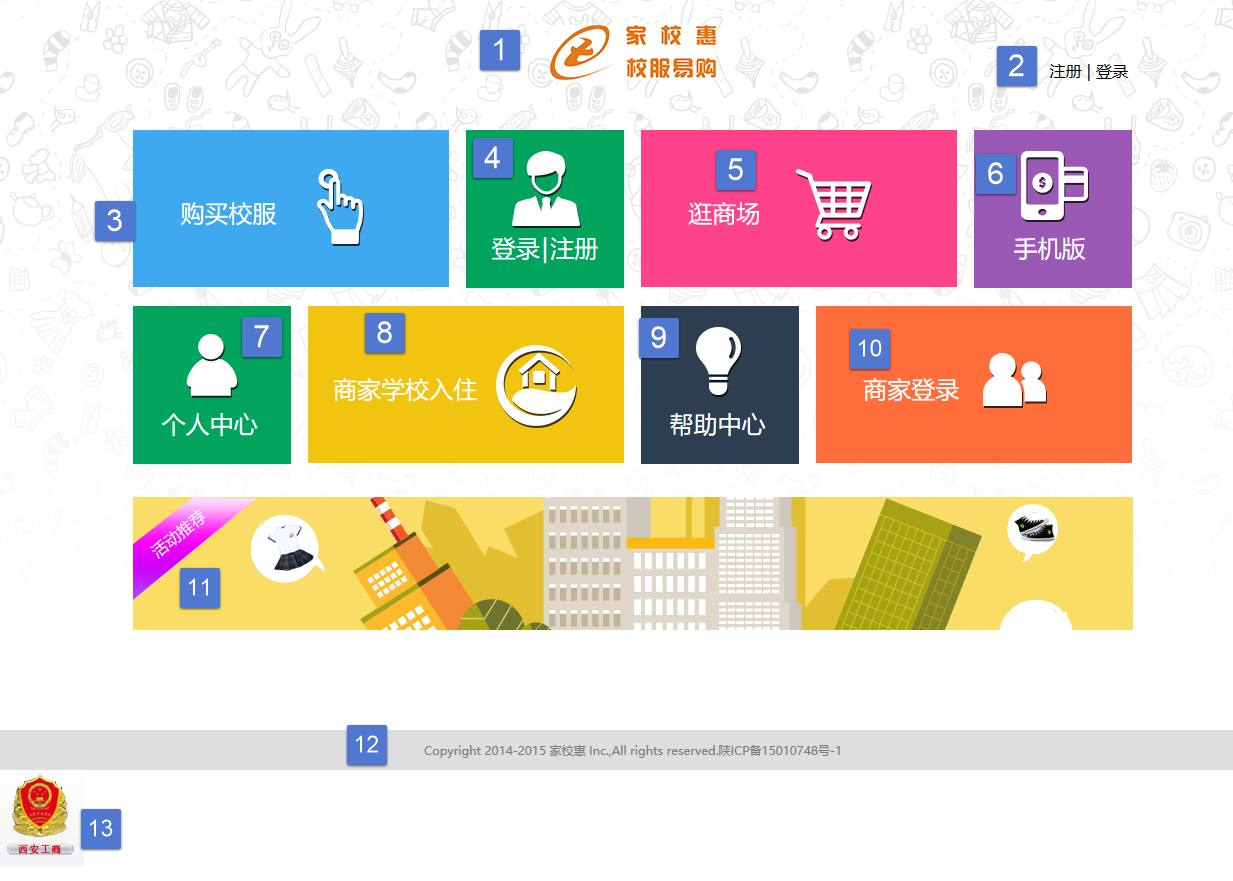 家校惠
校服易购
1
2
注册 | 登录
3
购买校服
4
登录|注册
5
逛商场
6
手机版
7
个人中心
8
商家学校入住
9
帮助中心
10
商家登录
活动推荐
11
12
Copyright 2014-2015 家校惠 Inc.,All rights reserved.陕ICP备15010748号-1
13
西安工商